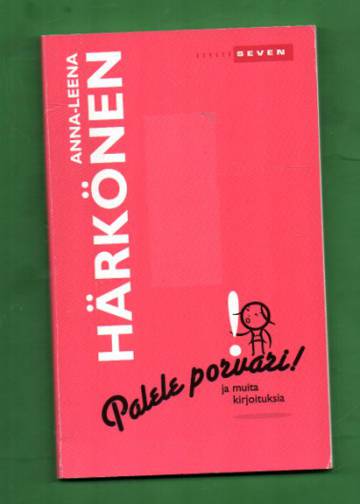 ANNA-LEENA
HÄRKÖNEN
SEVEN
Palele porvari!
ja muita
kirjoituksia